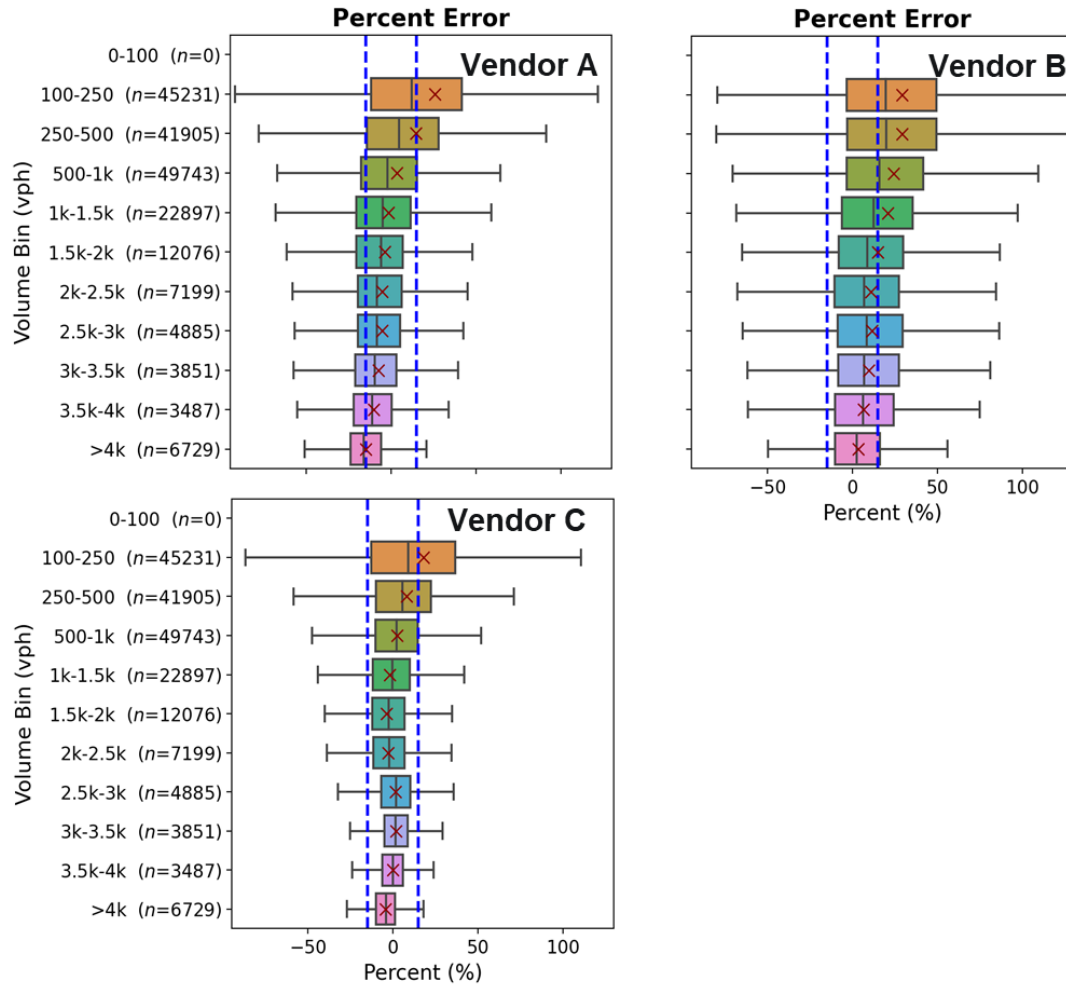 Percent Error
Vendor A
Volume Bin (vph)
0-100 (n=0)
100-250 (n=45231)
250-500 (n=41905)
500-1k (n=49743)
1k-1.5k (n=22897)
1.5k-2k (n=12076)
2k-2.5k (n=7199)
2.5k-3k (n=4885)
3k-3.5k (n=3851)
3.5k-4k (n=3487)
>4k (n=6729)
Percent Error
Vendor B
−50 0 50 100
Percent (%)
Vendor C
Volume Bin (vph)
0-100 (n=0)
100-250 (n=45231)
250-500 (n=41905)
500-1k (n=49743)
1k-1.5k (n=22897)
1.5k-2k (n=12076)
2k-2.5k (n=7199)
2.5k-3k (n=4885)
3k-3.5k (n=3851)
3.5k-4k (n=3487)
>4k (n=6729)
−50 0 50 100
Percent (%)